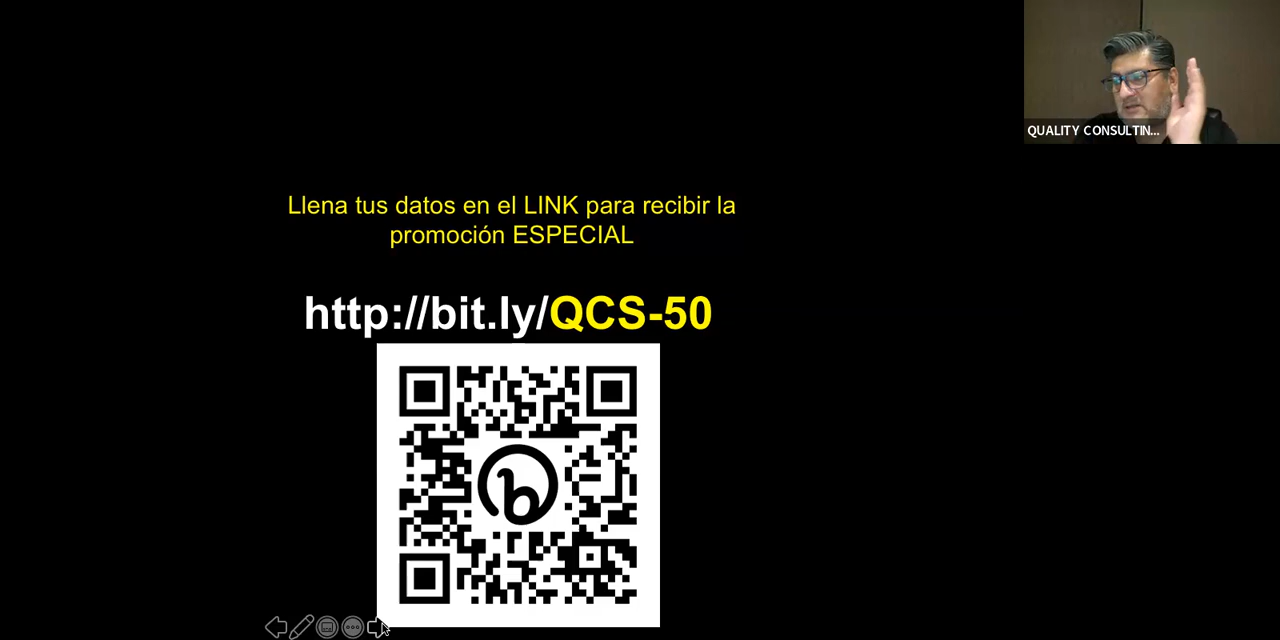 QUALITY CONSULTIN...
Llena tus datos en el LINK para recibir la
promoción ESPECIAL
http://bit.ly/QCS-50
b